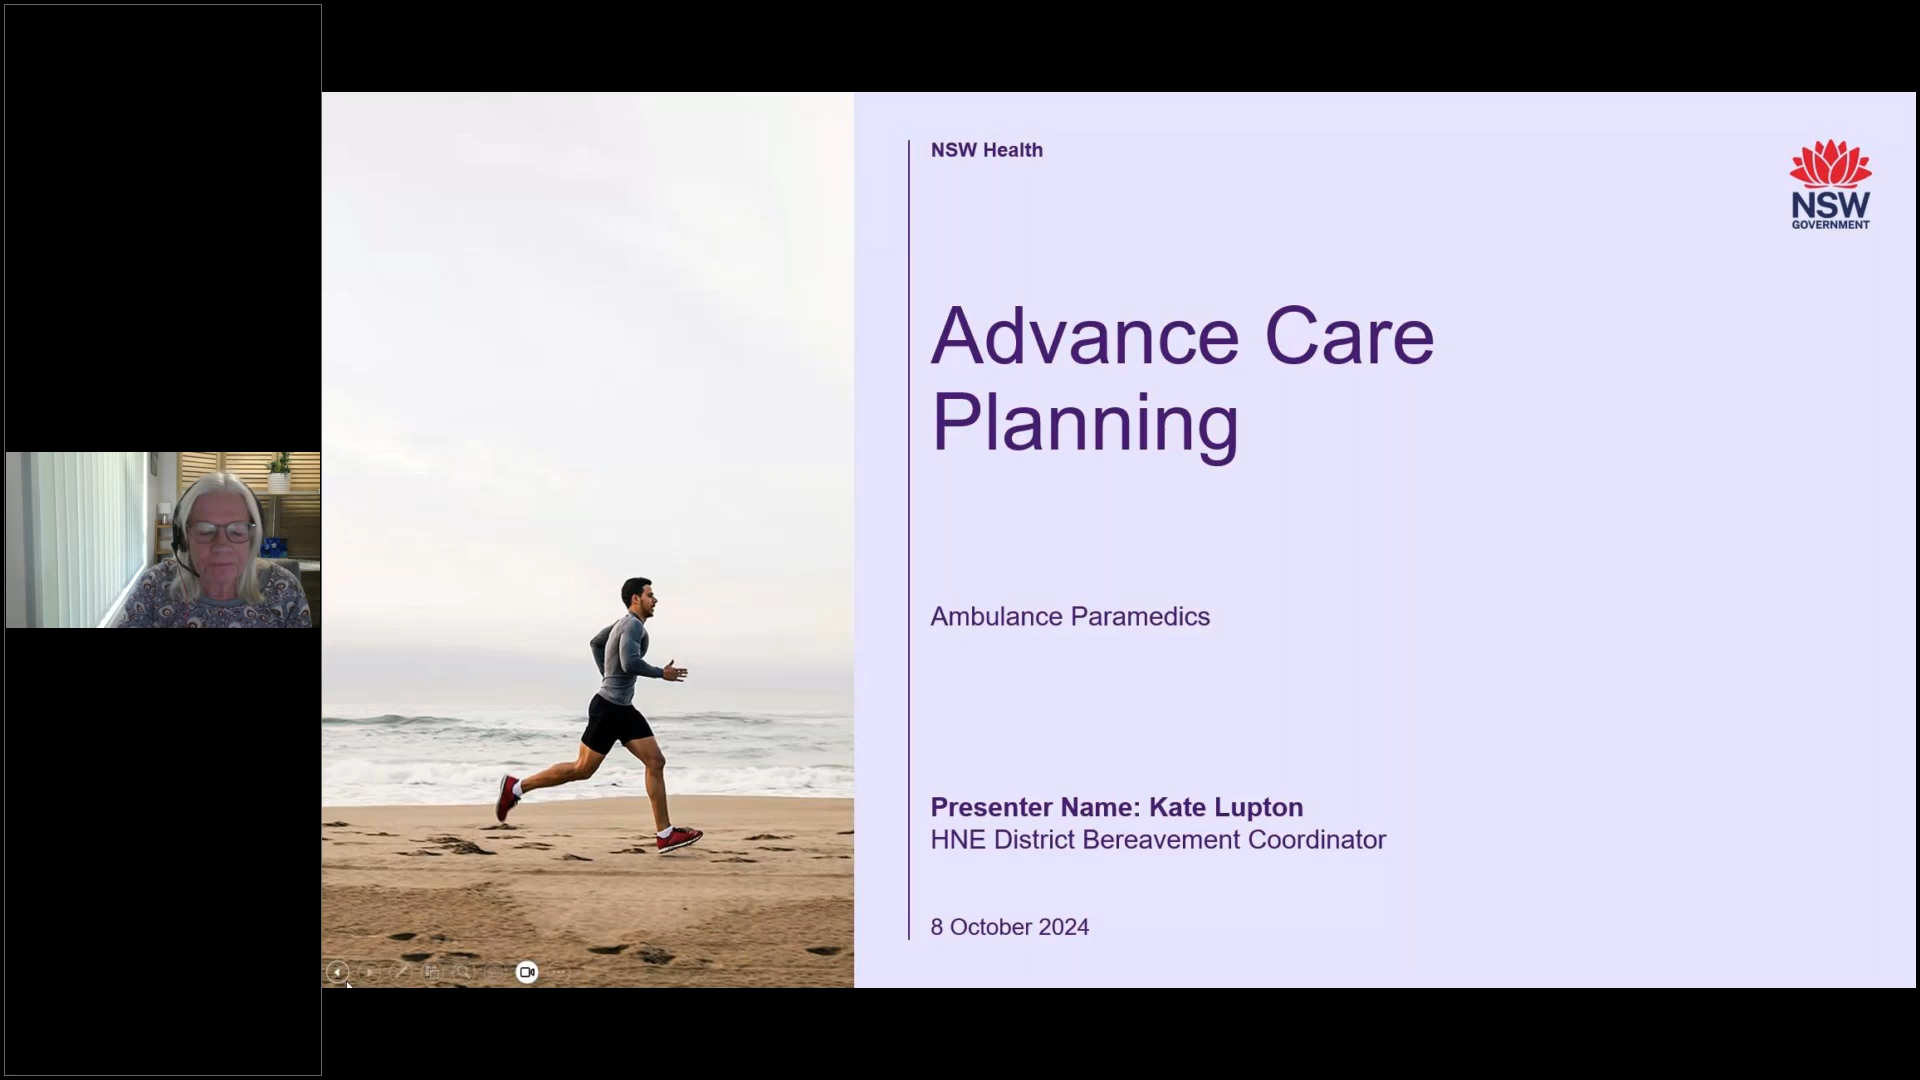 NSW Health
NSW
GOVERNMENT
Advance Care
Planning
Ambulance Paramedics
Presenter Name: Kate Lupton
HNE District Bereavement Coordinator
8 October 2024